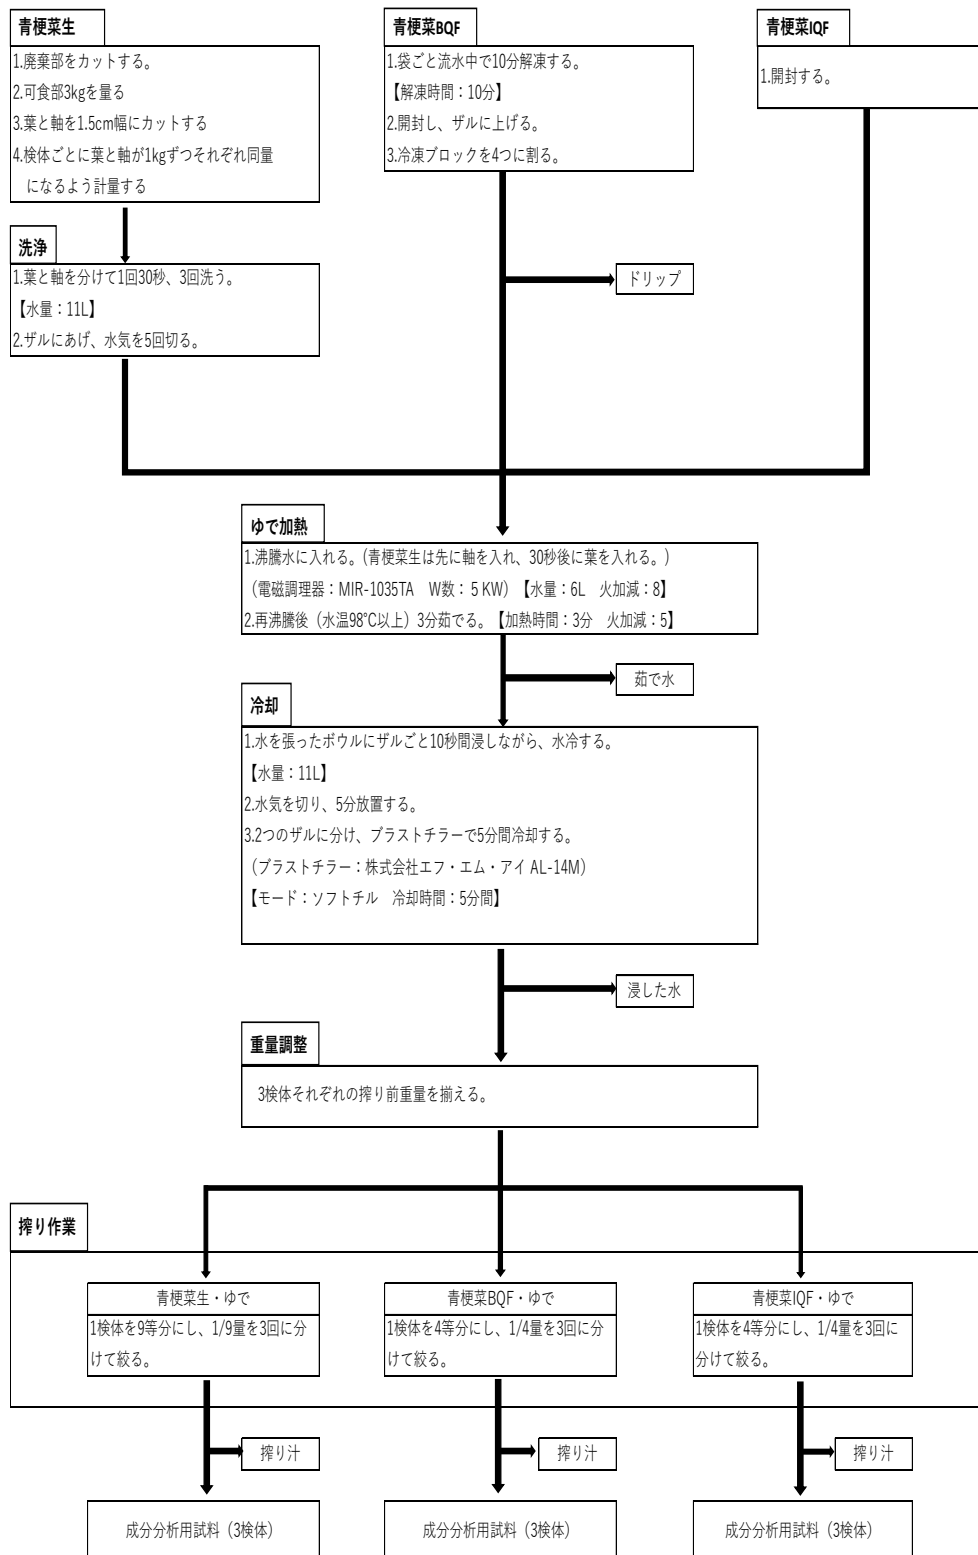 青梗菜生
1.廃棄部をカットする。
2.可食部3kgを量る
3.葉と軸を1.5cm幅にカットする
4.検体ごとに葉と軸が1kgずつそれぞれ同量
になるよう計量する
洗浄
1.葉と軸を分けて1回30秒、3回洗う。
【水量：11L】
2.ザルにあげ、水気を5回切る。
青梗菜BQF
1.袋ごと流水中で10分解凍する。
【解凍時間：10分】
2.開封し、ザルに上げる。
3.冷凍ブロックを4つに割る。
ドリップ
青梗菜IQF
1.開封する。
ゆで加熱
1.沸騰水に入れる。(青梗菜生は先に軸を入れ、30秒後に葉を入れる。)
（電磁調理器：MIR-1035TA　W数：５KW）【水量：6L　火加減：8】
2.再沸騰後（水温98℃以上）3分茹でる。【加熱時間：3分　火加減：5】
茹で水
冷却
1.水を張ったボウルにザルごと10秒間浸しながら、水冷する。
【水量：11L】
2.水気を切り、5分放置する。
3.2つのザルに分け、ブラストチラーで5分間冷却する。
（ブラストチラー：株式会社エフ・エム・アイ AL-14M）
【モード：ソフトチル　冷却時間：5分間】
浸した水
重量調整
3検体それぞれの搾り前重量を揃える。
搾り作業
青梗菜生・ゆで
1検体を9等分にし、1/9量を3回に分
けて絞る。
搾り汁
成分分析用試料（3検体）
青梗菜BQF・ゆで
1検体を4等分にし、1/4量を3回に分
けて絞る。
搾り汁
成分分析用試料（3検体）
青梗菜IQF・ゆで
1検体を4等分にし、1/4量を3回に
分けて絞る。
搾り汁
成分分析用試料（3検体）